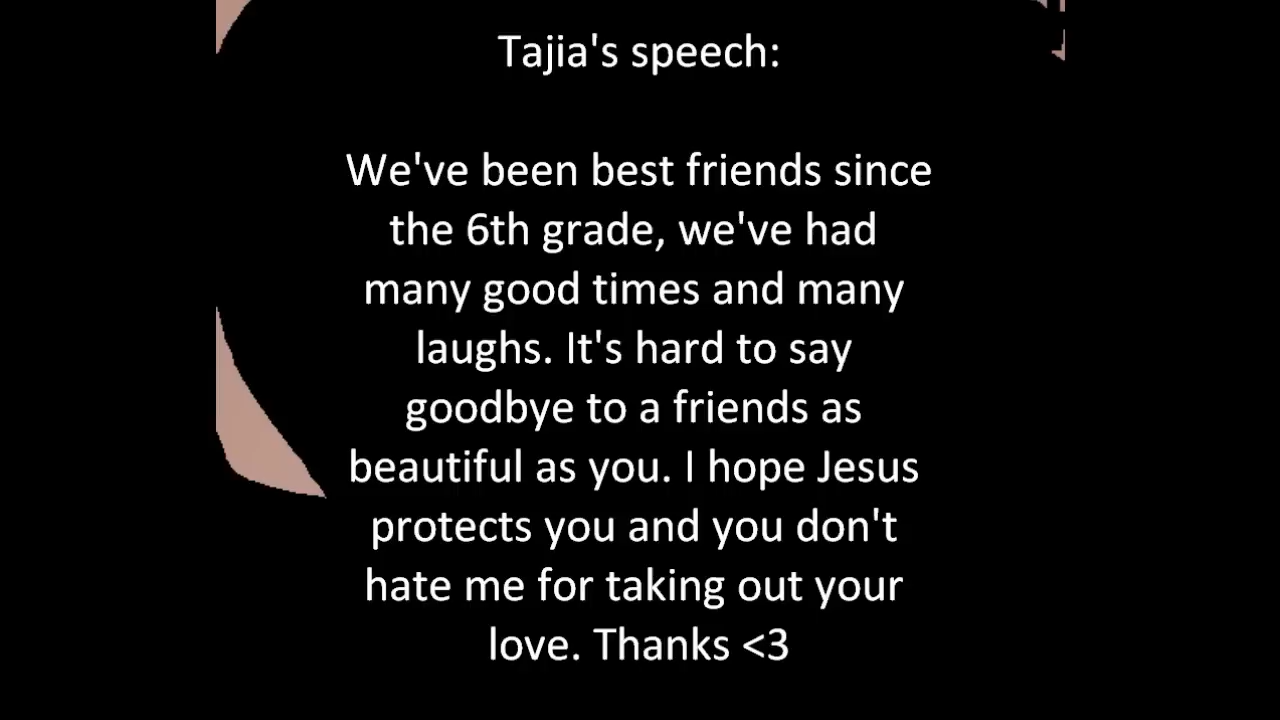 Tajia's speech:
We've been best friends since
the 6th grade, we've had
many good times and many
laughs. It's hard to say
goodbye to a friends as
beautiful as you. I hope Jesus
protects you and you don't
hate me for taking out your
love. Thanks <3